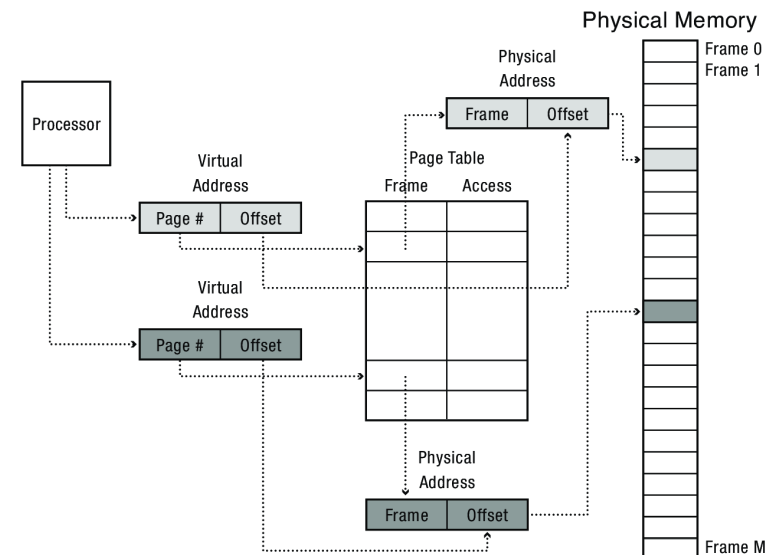 Physical Memory
Frame 0
Frame 1
Physical
Address
Frame Offset
Processor
Virtual
Address
Page # Offset
Page Table
Frame Access
Virtual
Address
Page # Offset
Physical
Address
Frame Offset
Frame M